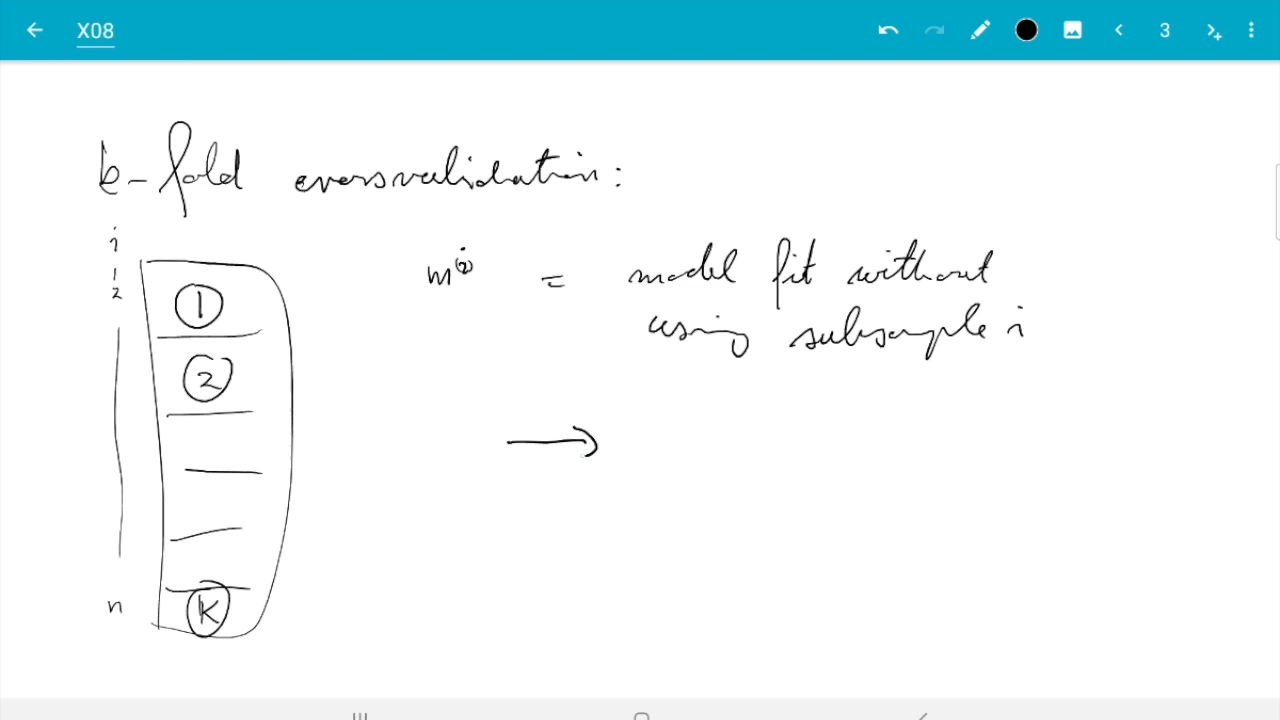 X08
3
k-fold crossvalidation:
i
1
2
n
1
2
K
m(i) = model fit without
using subsample i